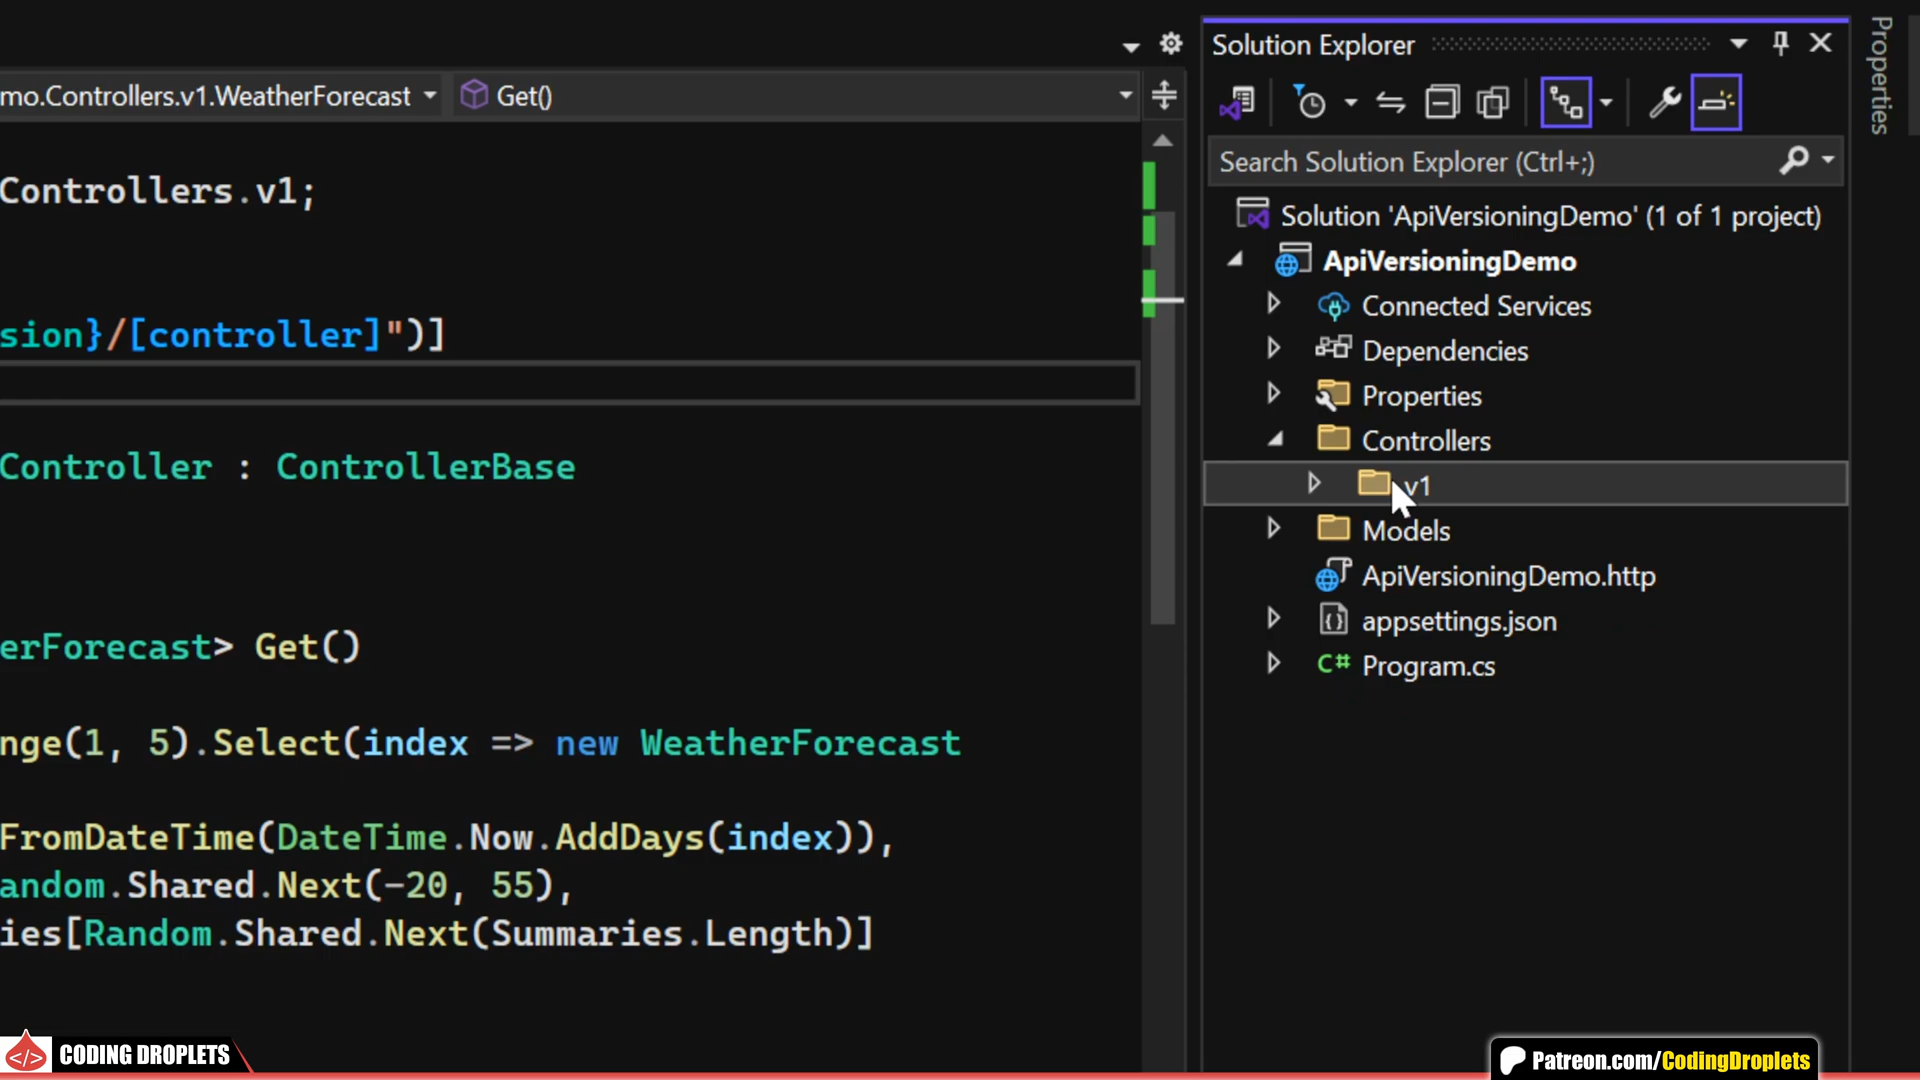 mo.Controllers.v1.WeatherForecast
Get()
Controllers.v1;
sion}/[controller]")]
Controller : ControllerBase
erForecast> Get()
nge(1, 5).Select(index => new WeatherForecast
FromDateTime(DateTime.Now.AddDays(index)),
andom.Shared.Next(-20, 55),
ies[Random.Shared.Next(Summaries.Length)]
Solution Explorer
Search Solution Explorer (Ctrl+;)
Solution 'ApiVersioningDemo' (1 of 1 project)
ApiVersioningDemo
Connected Services
Dependencies
Properties
Controllers
v1
Models
ApiVersioningDemo.http
appsettings.json
C# Program.cs
Properties
CODING DROPLETS
Patreon.com/CodingDroplets